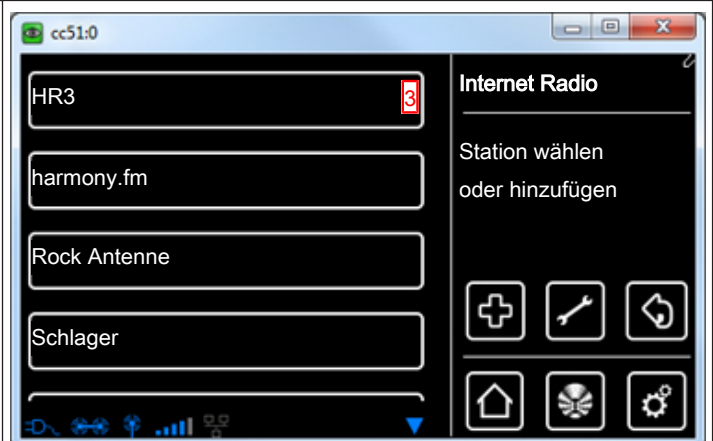 cc51:0
HR3
3
harmony.fm
Rock Antenne
Schlager
Internet Radio
Station wählen
oder hinzufügen